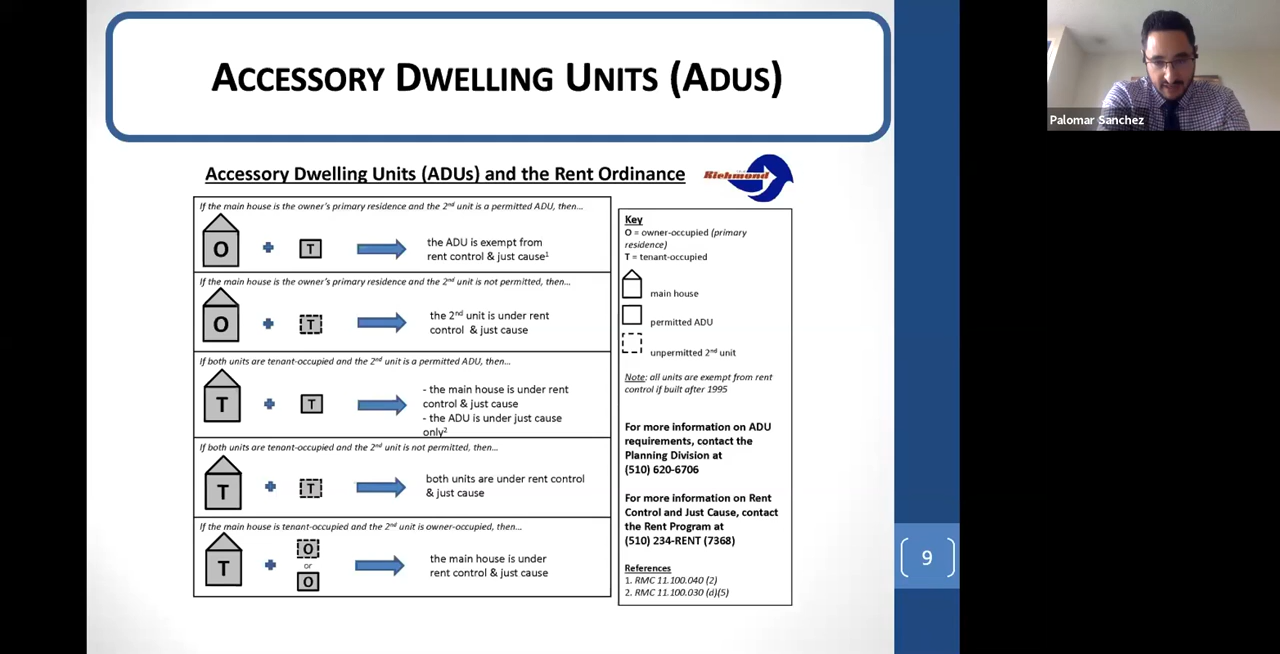 ACCESSORY DWELLING UNITS (ADUS)
Palomar Sanchez
Accessory Dwelling Units (ADUs) and the Rent Ordinance
Richmond
If the main house is the owner's primary residence and the 2nd unit is a permitted ADU, then…
O
T
the ADU is exempt from
rent control & just cause1
If the main house is the owner's primary residence and the 2nd unit is not permitted, then…
O
T
the 2nd unit is under rent
control & just cause
If both units are tenant-occupied and the 2nd unit is a permitted ADU, then…
T
T
- the main house is under rent
control & just cause
- the ADU is under just cause
only2
If both units are tenant-occupied and the 2nd unit is not permitted, then…
T
T
both units are under rent control
& just cause
If the main house is tenant-occupied and the 2nd unit is owner-occupied, then…
T
O
or
O
the main house is under
rent control & just cause
Key
O = owner-occupied (primary
residence)
T = tenant-occupied
main house
permitted ADU
unpermitted 2nd unit
Note: all units are exempt from rent
control if built after 1995
For more information on ADU
requirements, contact the
Planning Division at
(510) 620-6706
For more information on Rent
Control and Just Cause, contact
the Rent Program at
(510) 234-RENT (7368)
References
1. RMC 11.100.040 (2)
2. RMC 11.100.030 (d)(5)
9